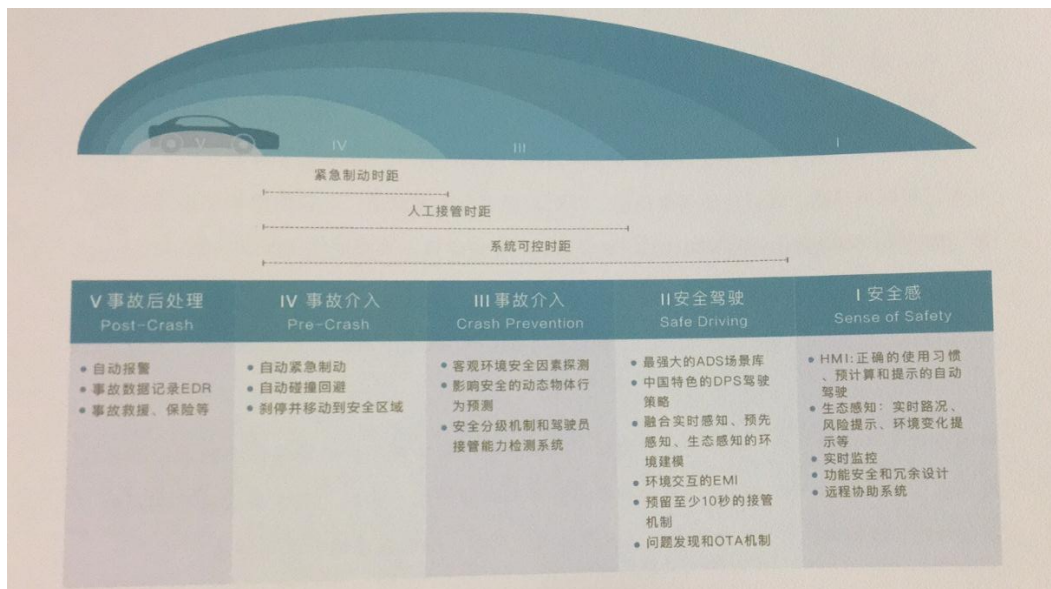 V
IV
III
I
紧急制动时距
人工接管时距
系统可控时距
V 事故后处理
Post-Crash
• 自动报警
• 事故数据记录EDR
• 事故救援、保险等
IV 事故介入
Pre-Crash
• 自动紧急制动
• 自动碰撞回避
• 刹停并移动到安全区域
III 事故介入
Crash Prevention
• 客观环境安全因素探测
• 影响安全的动态物体行
为预测
• 安全分级机制和驾驶员
接管能力检测系统
II 安全驾驶
Safe Driving
• 最强大的ADS场景库
• 中国特色的DPS驾驶
策略
• 融合实时感知、预先
感知、生态感知的环
境建模
• 环境交互的EMI
• 预留至少10秒的接管
机制
• 问题发现和OTA机制
I 安全感
Sense of Safety
• HMI:正确的使用习惯
、预计算和提示的自动
驾驶
• 生态感知：实时路况、
风险提示、环境变化提
示等
• 实时监控
• 功能安全和冗余设计
• 远程协助系统